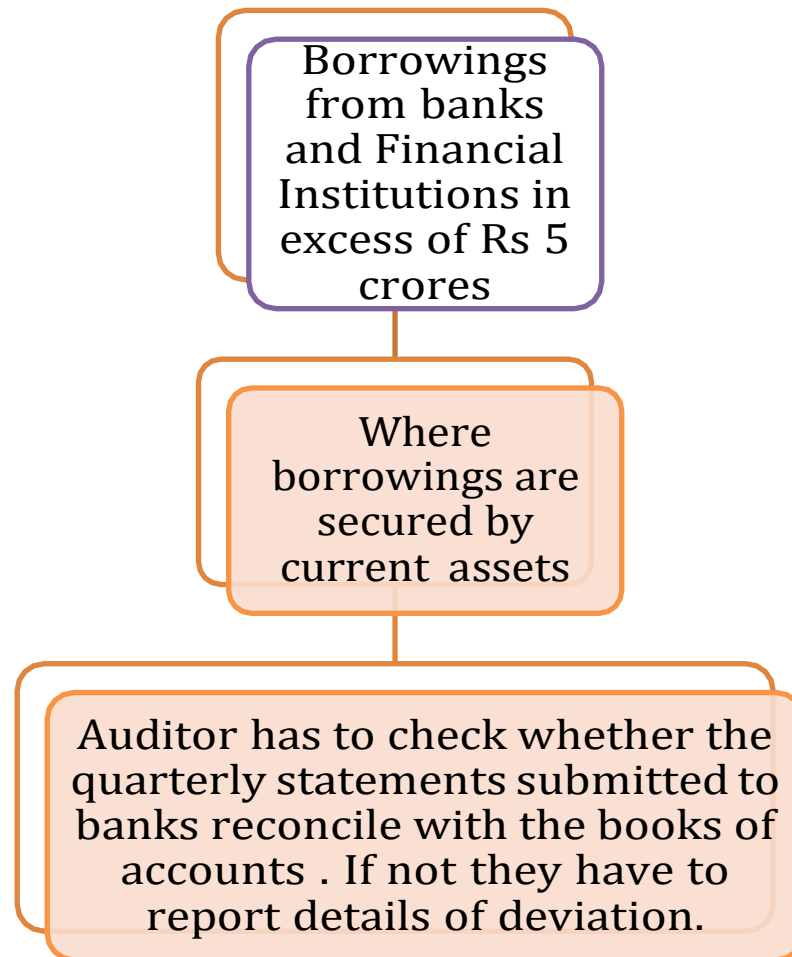 Borrowings
from banks
and Financial
Institutions in
excess of Rs 5
crores
Where
borrowings are
secured by
current assets
Auditor has to check whether the
quarterly statements submitted to
banks reconcile with the books of
accounts . If not they have to
report details of deviation.